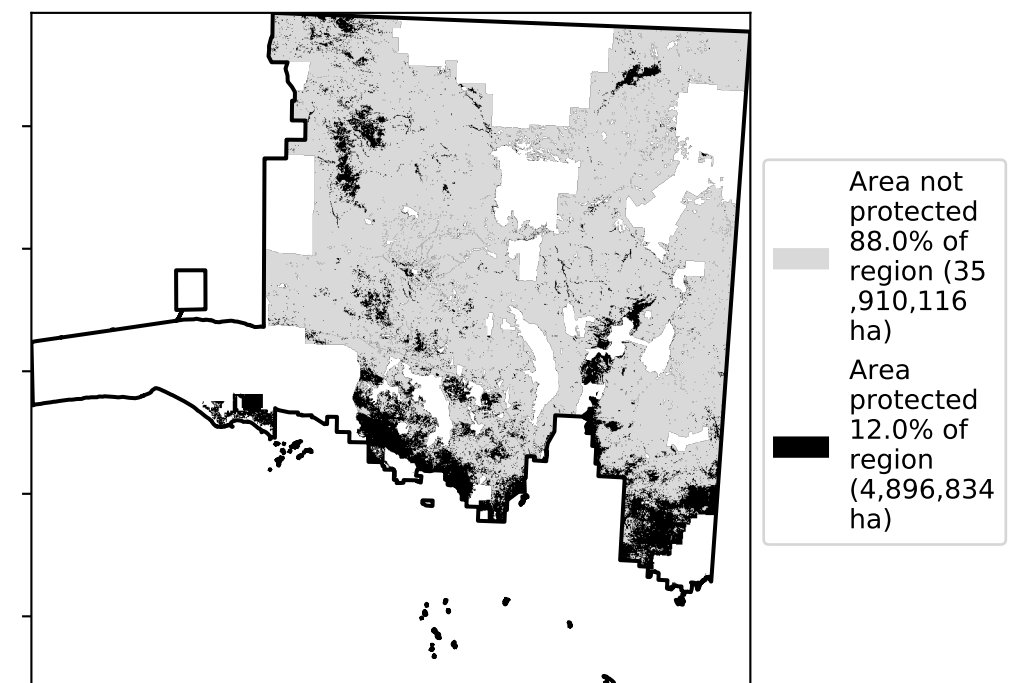 Area not
protected
88.0% of
region (35
,910,116
ha)
Area
protected
12.0% of
region
(4,896,834
ha)